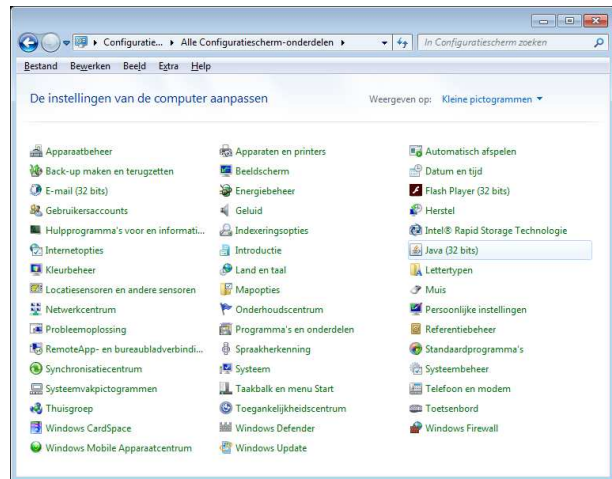 Configuratie... ▸ Alle Configuratiescherm-onderdelen ▸ In Configuratiescherm zoeken
Bestand Bewerken Beeld Extra Help
De instellingen van de computer aanpassen Weergeven op: Kleine pictogrammen
Apparaatbeheer Apparaten en printers Automatisch afspelen
Back-up maken en terugzetten Beeldscherm Datum en tijd
E-mail (32 bits) Energiebeheer Flash Player (32 bits)
Gebruikersaccounts Geluid Herstel
Hulpprogramma's voor en informati... Indexeringsopties Intel® Rapid Storage Technologie
Internetopties Introductie Java (32 bits)
Kleurbeheer Land en taal Lettertypen
Locatiesensoren en andere sensoren Mapopties Muis
Netwerkcentrum Onderhoudscentrum Persoonlijke instellingen
Probleemoplossing Programma's en onderdelen Referentiebeheer
RemoteApp- en bureaubladverbindi... Spraakherkenning Standaardprogramma's
Synchronisatiecentrum Systeem Systeembeheer
Systeemvakpictogrammen Taakbalk en menu Start Telefoon en modem
Thuisgroep Toegankelijkheidscentrum Toetsenbord
Windows CardSpace Windows Defender Windows Firewall
Windows Mobile Apparaatcentrum Windows Update